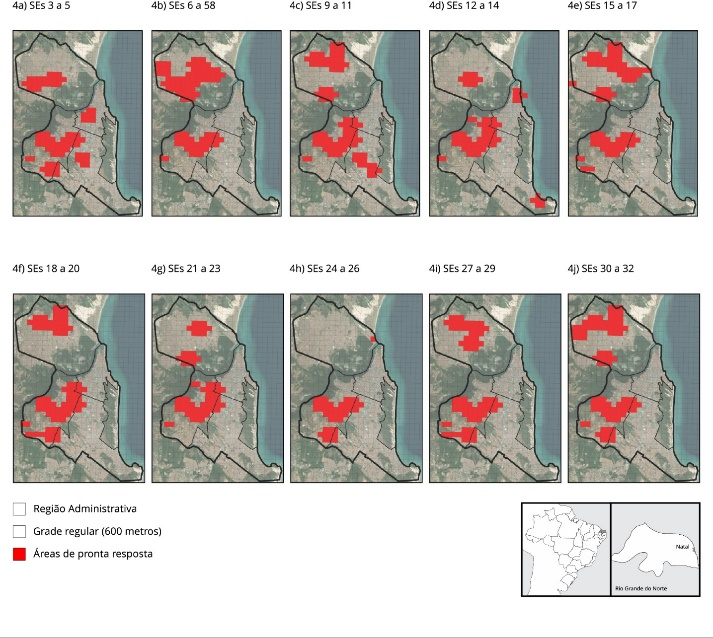 4a) SEs 3 a 5
4b) SEs 6 a 58
4c) SEs 9 a 11
4d) SEs 12 a 14
4e) SEs 15 a 17
4f) SEs 18 a 20
4g) SEs 21 a 23
4h) SEs 24 a 26
4i) SEs 27 a 29
4j) SEs 30 a 32
Região Administrativa
Grade regular (600 metros)
Áreas de pronta resposta
Natal
Rio Grande do Norte